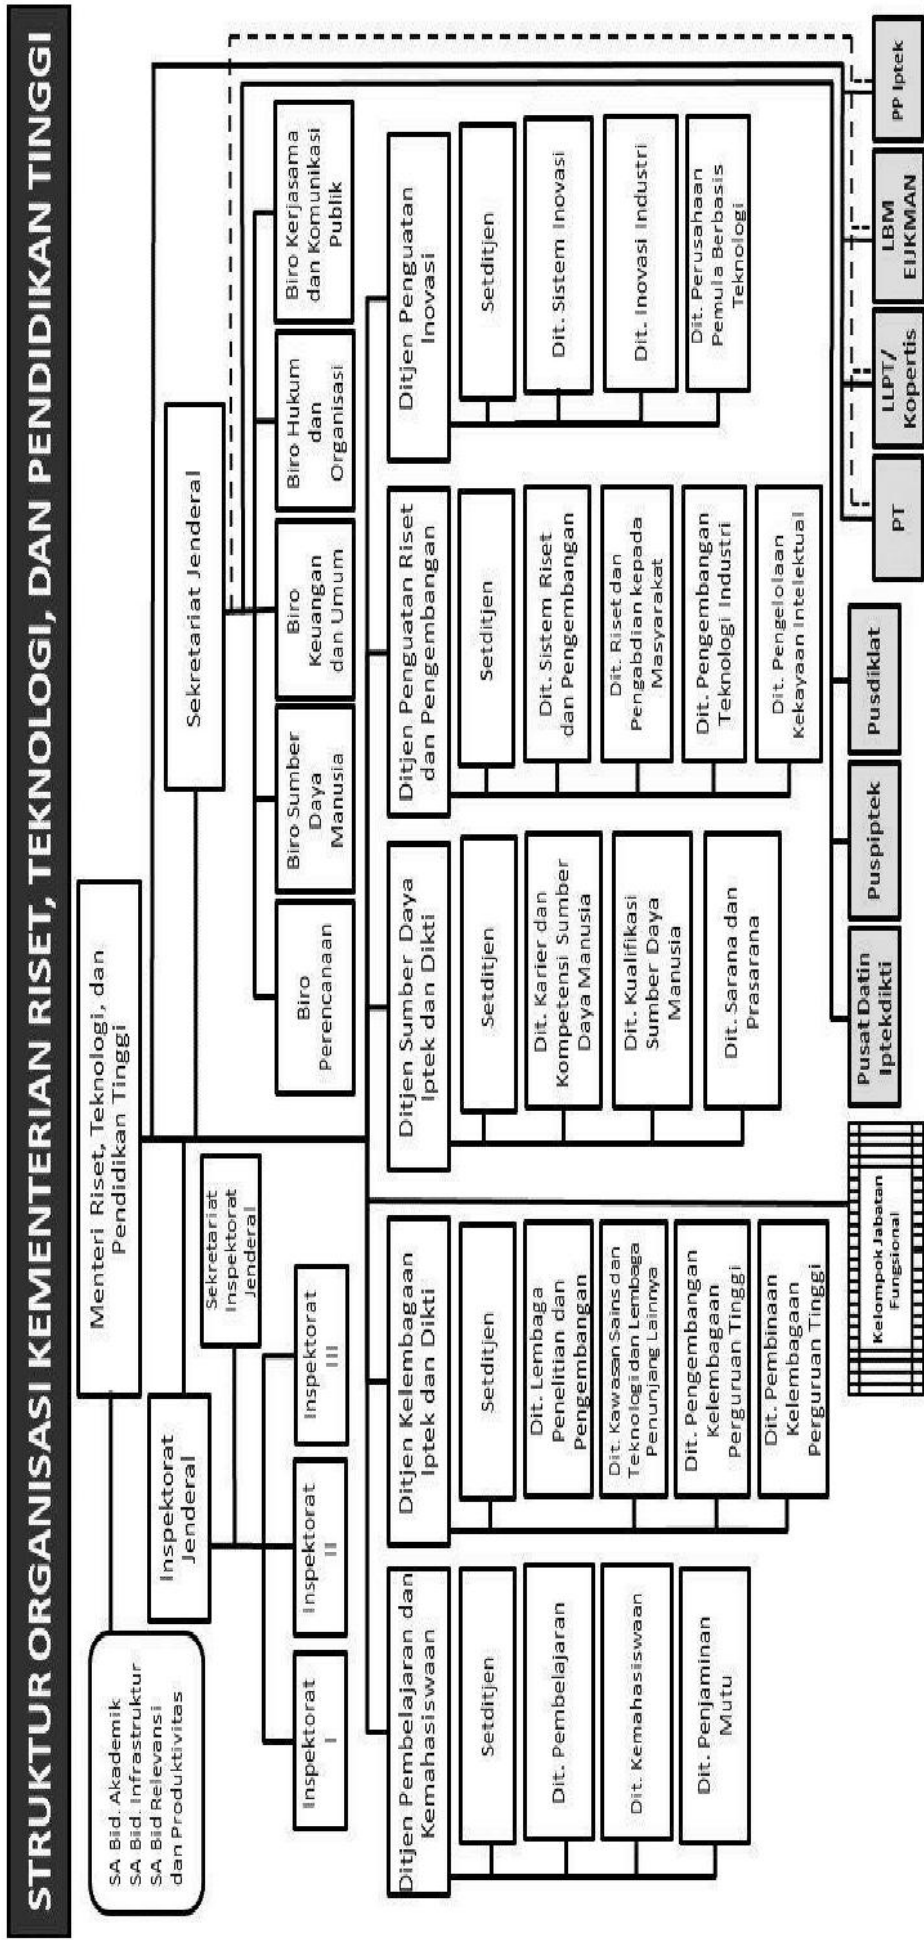 STRUKTUR ORGANISASI KEMENTERIAN RISET, TEKNOLOGI, DAN PENDIDIKAN TINGGI
Menteri Riset, Teknologi, dan
Pendidikan Tinggi
SA Bid. Akademik
SA Bid. Infrastruktur
SA Bid Relevansi
dan Produktivitas
Inspektorat
Jenderal
Sekretariat
Inspektorat
Jenderal
Inspektorat
I
Inspektorat
II
Inspektorat
III
Sekretariat Jenderal
Biro
Perencanaan
Biro Sumber
Daya
Manusia
Biro
Keuangan
dan Umum
Biro Hukum
dan
Organisasi
Biro Kerjasama
dan Komunikasi
Publik
Ditjen Pembelajaran dan
Kemahasiswaan
Setditjen
Dit. Pembelajaran
Dit. Kemahasiswaan
Dit. Penjaminan
Mutu
Ditjen Kelembagaan
Iptek dan Dikti
Setditjen
Dit. Lembaga
Penelitian dan
Pengembangan
Dit. Kawasan Sains dan
Teknologi dan Lembaga
Penunjang Lainnya
Dit. Pengembangan
Kelembagaan
Perguruan Tinggi
Dit. Pembinaan
Kelembagaan
Perguruan Tinggi
Ditjen Sumber Daya
Iptek dan Dikti
Setditjen
Dit. Karier dan
Kompetensi Sumber
Daya Manusia
Dit. Kualifikasi
Sumber Daya
Manusia
Dit. Sarana dan
Prasarana
Ditjen Penguatan Riset
dan Pengembangan
Setditjen
Dit. Sistem Riset
dan Pengembangan
Dit. Riset dan
Pengabdian kepada
Masyarakat
Dit. Pengembangan
Teknologi Industri
Dit. Pengelolaan
Kekayaan Intelektual
Ditjen Penguatan
Inovasi
Setditjen
Dit. Sistem Inovasi
Dit. Inovasi Industri
Dit. Perusahaan
Pemula Berbasis
Teknologi
Kelompok Jabatan
Fungsional
Pusat Datin
Iptekdikti
Puspiptek
Pusdiklat
PT
LLPT/
Kopertis
LBM
EIJKMAN
PP Iptek